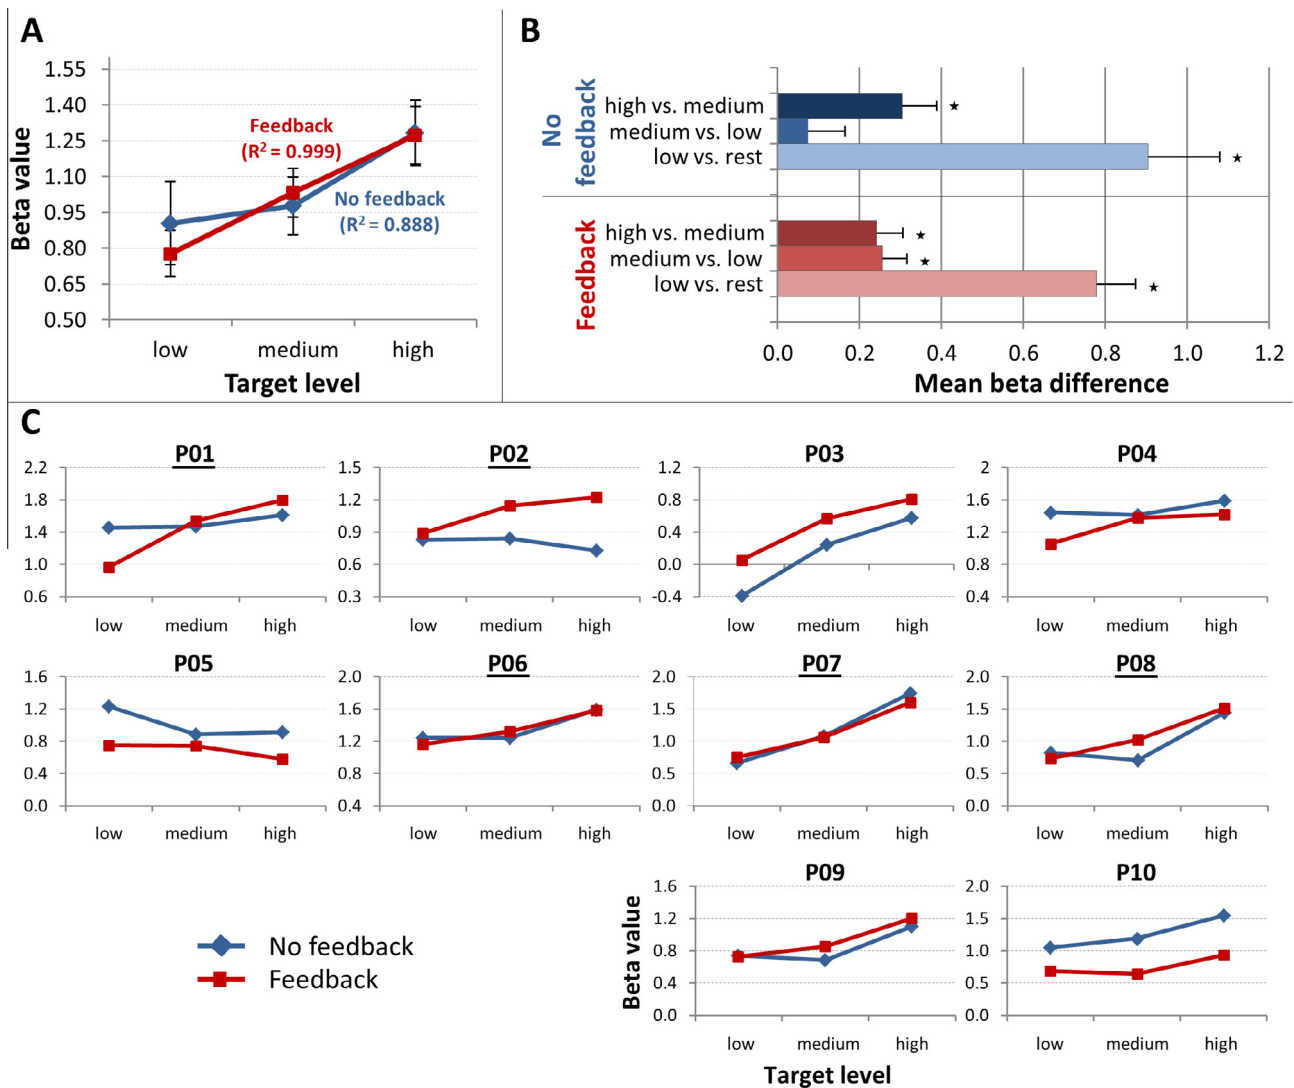 A
1.55
1.40
1.25
1.10
0.95
0.80
0.65
0.50
Beta value
Feedback
(R² = 0.999)
No feedback
(R² = 0.888)
low medium high
Target level
B
No feedback
high vs. medium ★
medium vs. low
low vs. rest ★
Feedback
high vs. medium ★
medium vs. low ★
low vs. rest ★
0.0 0.2 0.4 0.6 0.8 1.0 1.2
Mean beta difference
C
P01
2.2
1.8
1.4
1.0
0.6
low medium high
P02
1.5
1.2
0.9
0.6
0.3
low medium high
P03
1.2
0.8
0.4
0.0
-0.4
low medium high
P04
2
1.6
1.2
0.8
0.4
low medium high
P05
1.6
1.2
0.8
0.4
0.0
low medium high
P06
2.0
1.6
1.2
0.8
0.4
low medium high
P07
2.0
1.5
1.0
0.5
0.0
low medium high
P08
2.0
1.5
1.0
0.5
0.0
low medium high
No feedback
Feedback
P09
1.6
1.2
0.8
0.4
0.0
Beta value
low medium high
Target level
P10
2.0
1.5
1.0
0.5
0.0
low medium high